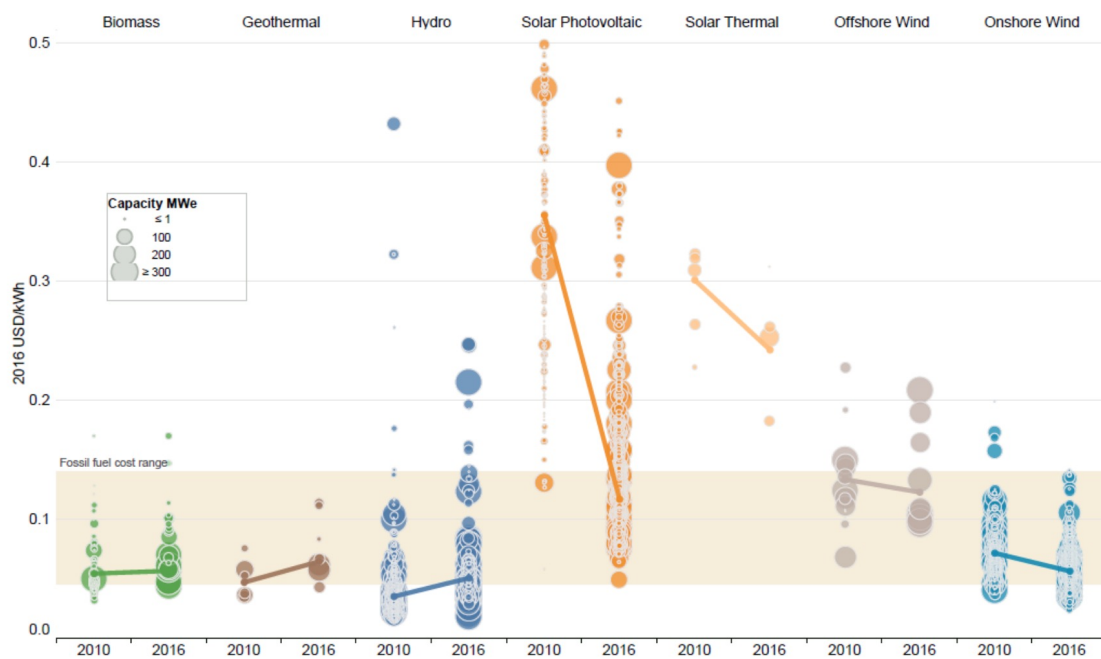 Biomass Geothermal Hydro Solar Photovoltaic Solar Thermal Offshore Wind Onshore Wind
0.5
0.4
Capacity MWe
≤ 1
100
200
≥ 300
0.3
2016 USD/kWh
0.2
Fossil fuel cost range
0.1
0.0
2010 2016 2010 2016 2010 2016 2010 2016 2010 2016 2010 2016 2010 2016